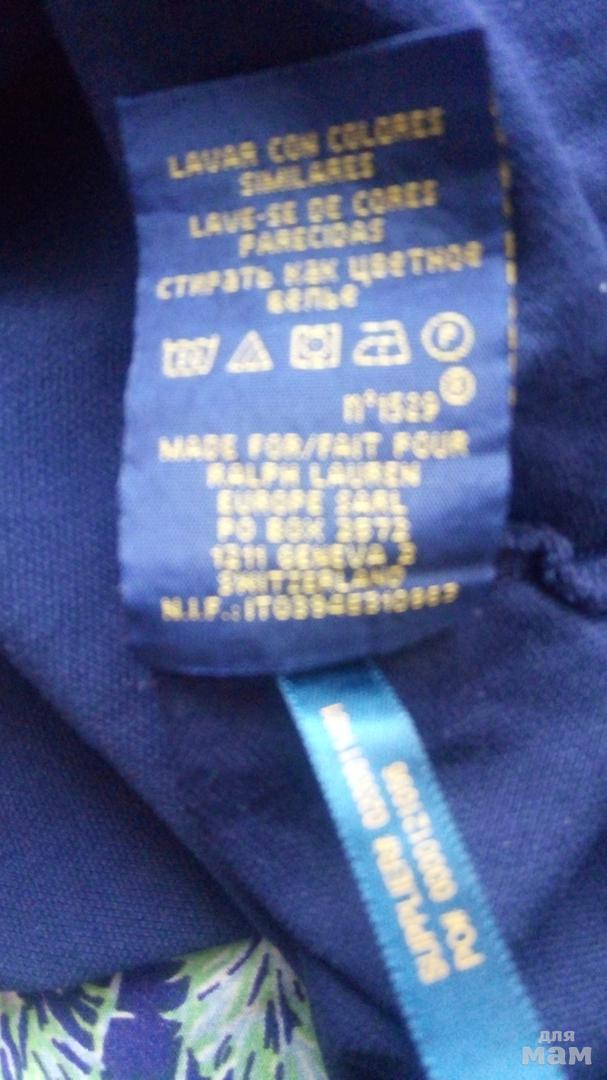 LAVAR CON COLORES
SIMILARES
LAVE-SE DE CORES
PARECIDAS
стирать как цветное
белье
P
n°1529 ®
MADE FOR/FAIT POUR
RALPH LAUREN
EUROPE SARL
PO BOX 2872
1211 GENEVA 3
SWITZERLAND
N.I.F.:
SUPPLIER#
PO#
для
мам